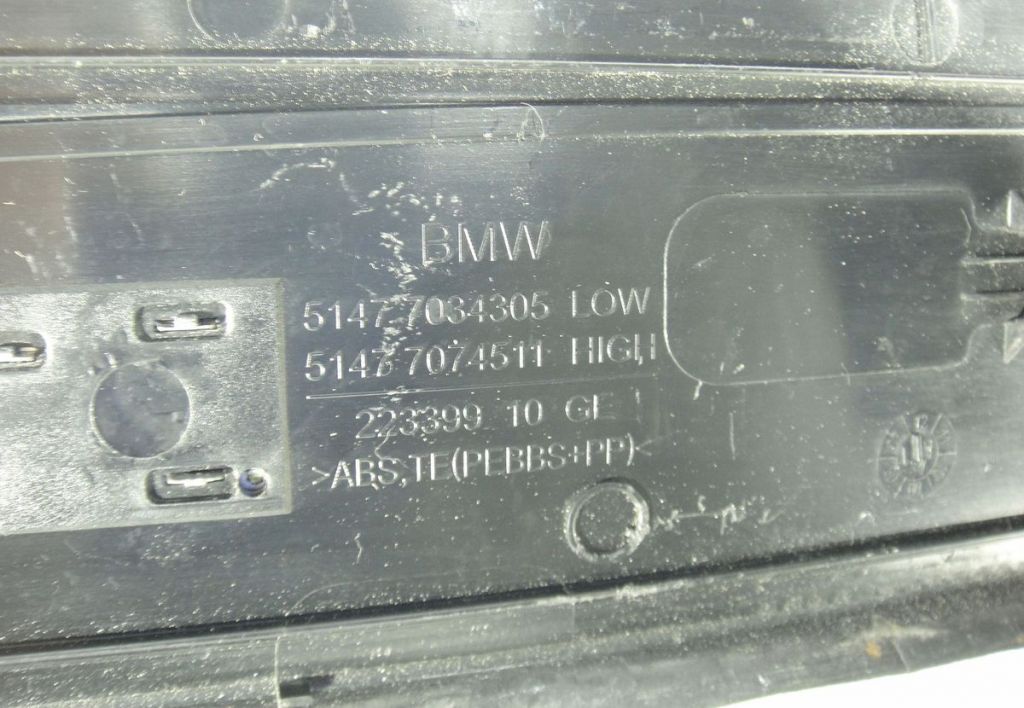 BMW
5147 7034305 LOW
5147 7074511 HIGH
223399 10 GE
>ABS,TE(PEBBS+PP)<